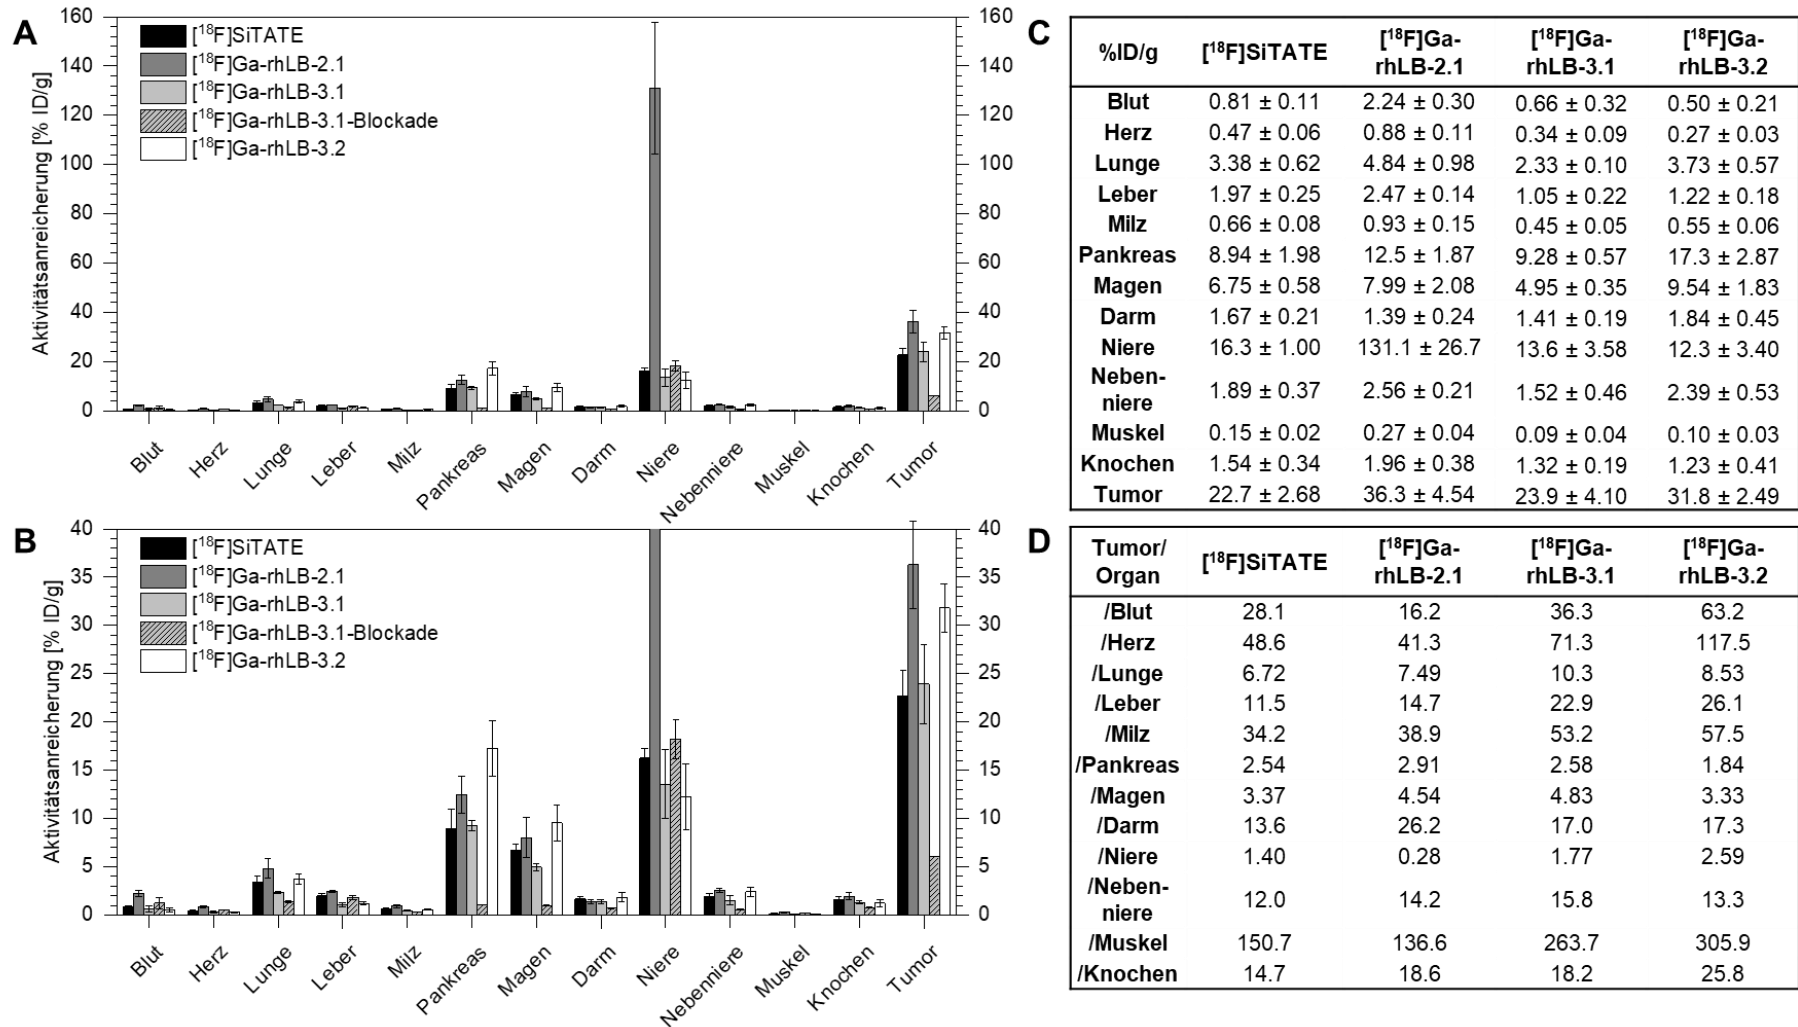 A
160
140
120
100
80
60
40
20
0
Aktivitätsanreicherung [% ID/g]
[¹⁸F]SiTATE
[¹⁸F]Ga-rhLB-2.1
[¹⁸F]Ga-rhLB-3.1
[¹⁸F]Ga-rhLB-3.1-Blockade
[¹⁸F]Ga-rhLB-3.2
160
140
120
100
80
60
40
20
0
Blut Herz Lunge Leber Milz Pankreas Magen Darm Niere Nebenniere Muskel Knochen Tumor
B
40
35
30
25
20
15
10
5
0
Aktivitätsanreicherung [% ID/g]
[¹⁸F]SiTATE
[¹⁸F]Ga-rhLB-2.1
[¹⁸F]Ga-rhLB-3.1
[¹⁸F]Ga-rhLB-3.1-Blockade
[¹⁸F]Ga-rhLB-3.2
40
35
30
25
20
15
10
5
0
Blut Herz Lunge Leber Milz Pankreas Magen Darm Niere Nebenniere Muskel Knochen Tumor
C
%ID/g [¹⁸F]SiTATE [¹⁸F]Ga-rhLB-2.1 [¹⁸F]Ga-rhLB-3.1 [¹⁸F]Ga-rhLB-3.2
Blut 0.81 ± 0.11 2.24 ± 0.30 0.66 ± 0.32 0.50 ± 0.21
Herz 0.47 ± 0.06 0.88 ± 0.11 0.34 ± 0.09 0.27 ± 0.03
Lunge 3.38 ± 0.62 4.84 ± 0.98 2.33 ± 0.10 3.73 ± 0.57
Leber 1.97 ± 0.25 2.47 ± 0.14 1.05 ± 0.22 1.22 ± 0.18
Milz 0.66 ± 0.08 0.93 ± 0.15 0.45 ± 0.05 0.55 ± 0.06
Pankreas 8.94 ± 1.98 12.5 ± 1.87 9.28 ± 0.57 17.3 ± 2.87
Magen 6.75 ± 0.58 7.99 ± 2.08 4.95 ± 0.35 9.54 ± 1.83
Darm 1.67 ± 0.21 1.39 ± 0.24 1.41 ± 0.19 1.84 ± 0.45
Niere 16.3 ± 1.00 131.1 ± 26.7 13.6 ± 3.58 12.3 ± 3.40
Neben-niere 1.89 ± 0.37 2.56 ± 0.21 1.52 ± 0.46 2.39 ± 0.53
Muskel 0.15 ± 0.02 0.27 ± 0.04 0.09 ± 0.04 0.10 ± 0.03
Knochen 1.54 ± 0.34 1.96 ± 0.38 1.32 ± 0.19 1.23 ± 0.41
Tumor 22.7 ± 2.68 36.3 ± 4.54 23.9 ± 4.10 31.8 ± 2.49
D
Tumor/Organ [¹⁸F]SiTATE [¹⁸F]Ga-rhLB-2.1 [¹⁸F]Ga-rhLB-3.1 [¹⁸F]Ga-rhLB-3.2
/Blut 28.1 16.2 36.3 63.2
/Herz 48.6 41.3 71.3 117.5
/Lunge 6.72 7.49 10.3 8.53
/Leber 11.5 14.7 22.9 26.1
/Milz 34.2 38.9 53.2 57.5
/Pankreas 2.54 2.91 2.58 1.84
/Magen 3.37 4.54 4.83 3.33
/Darm 13.6 26.2 17.0 17.3
/Niere 1.40 0.28 1.77 2.59
/Neben-niere 12.0 14.2 15.8 13.3
/Muskel 150.7 136.6 263.7 305.9
/Knochen 14.7 18.6 18.2 25.8